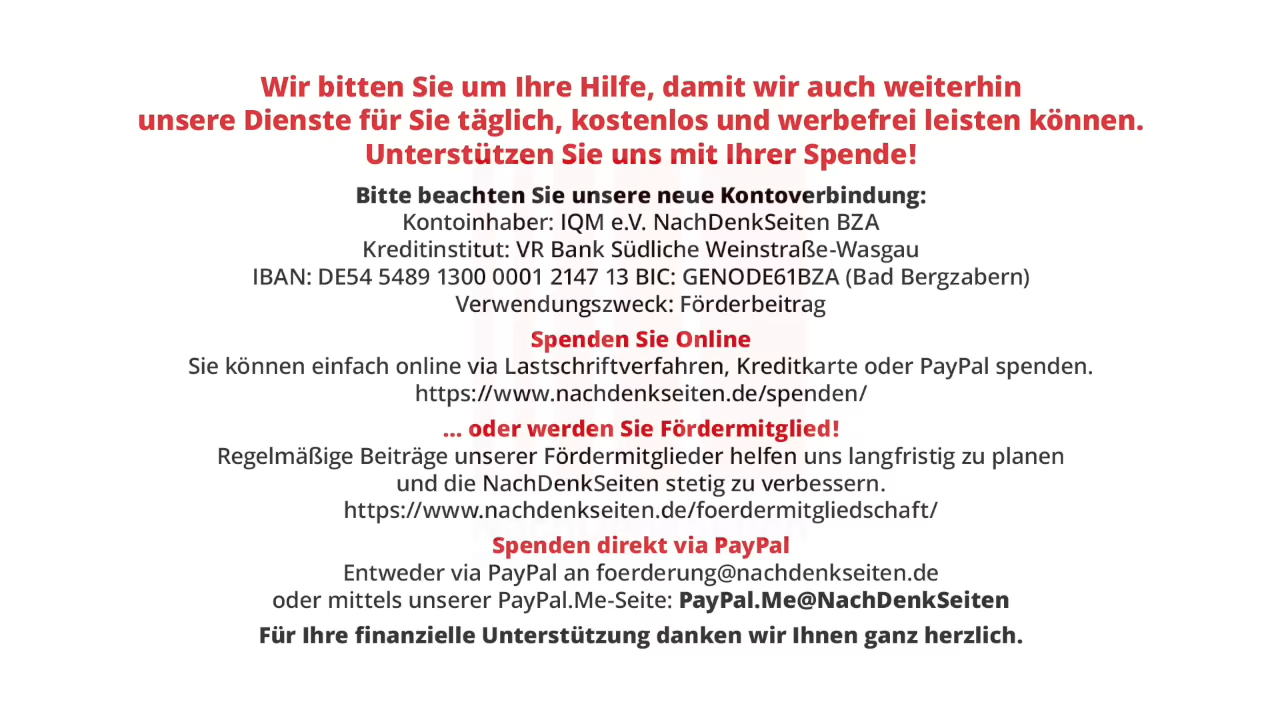 Wir bitten Sie um Ihre Hilfe, damit wir auch weiterhin
unsere Dienste für Sie täglich, kostenlos und werbefrei leisten können.
Unterstützen Sie uns mit Ihrer Spende!
Bitte beachten Sie unsere neue Kontoverbindung:
Kontoinhaber: IQM e.V. NachDenkSeiten BZA
Kreditinstitut: VR Bank Südliche Weinstraße-Wasgau
IBAN: DE54 5489 1300 0001 2147 13 BIC: GENODE61BZA (Bad Bergzabern)
Verwendungszweck: Förderbeitrag
Spenden Sie Online
Sie können einfach online via Lastschriftverfahren, Kreditkarte oder PayPal spenden.
https://www.nachdenkseiten.de/spenden/
... oder werden Sie Fördermitglied!
Regelmäßige Beiträge unserer Fördermitglieder helfen uns langfristig zu planen
und die NachDenkSeiten stetig zu verbessern.
https://www.nachdenkseiten.de/foerdermitgliedschaft/
Spenden direkt via PayPal
Entweder via PayPal an foerderung@nachdenkseiten.de
oder mittels unserer PayPal.Me-Seite: PayPal.Me@NachDenkSeiten
Für Ihre finanzielle Unterstützung danken wir Ihnen ganz herzlich.